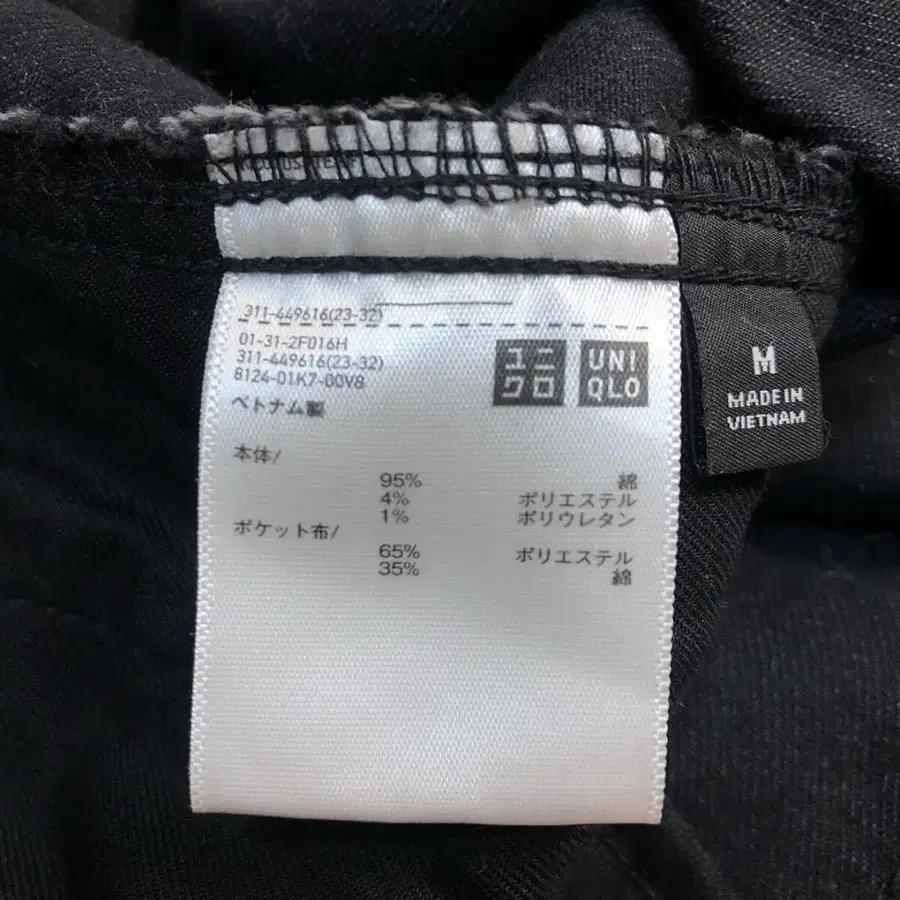 311-449616(23-32)
01-31-2F016H
311-449616(23-32)
8124-01K7-00V8
ベトナム製
ユニ
クロ
UNI
QLO
M
MADE IN
VIETNAM
本体/
95% 綿
4% ポリエステル
1% ポリウレタン
ポケット布/
65% ポリエステル
35% 綿